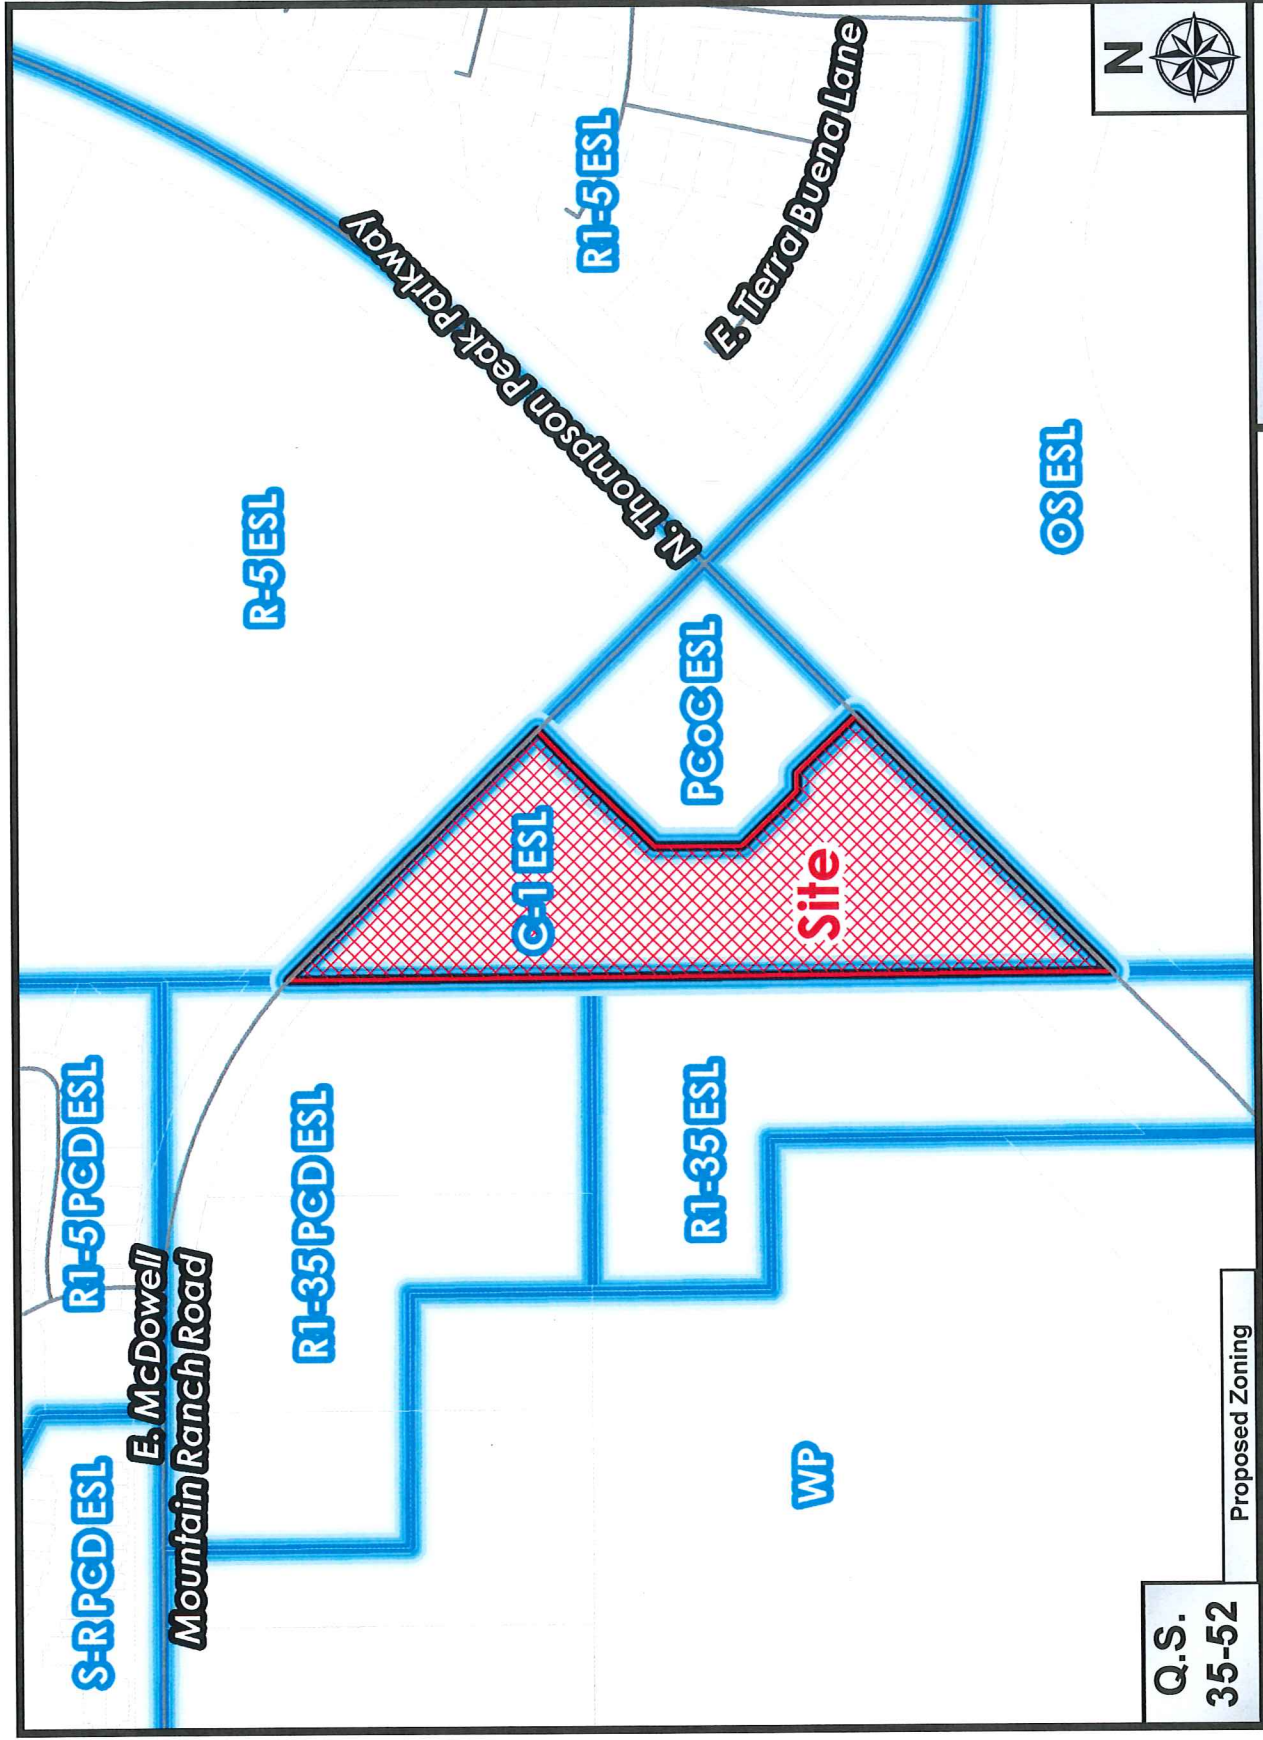 S-R PCD ESL
R1-5 PCD ESL
E. McDowell
Mountain Ranch Road
R1-35 PCD ESL
R-5 ESL
N. Thompson Peak Parkway
R1-5 ESL
E. Tierra Buena Lane
C-1 ESL
PCoC ESL
R1-35 ESL
Site
WP
OS ESL
N
Q.S.
35-52
Proposed Zoning